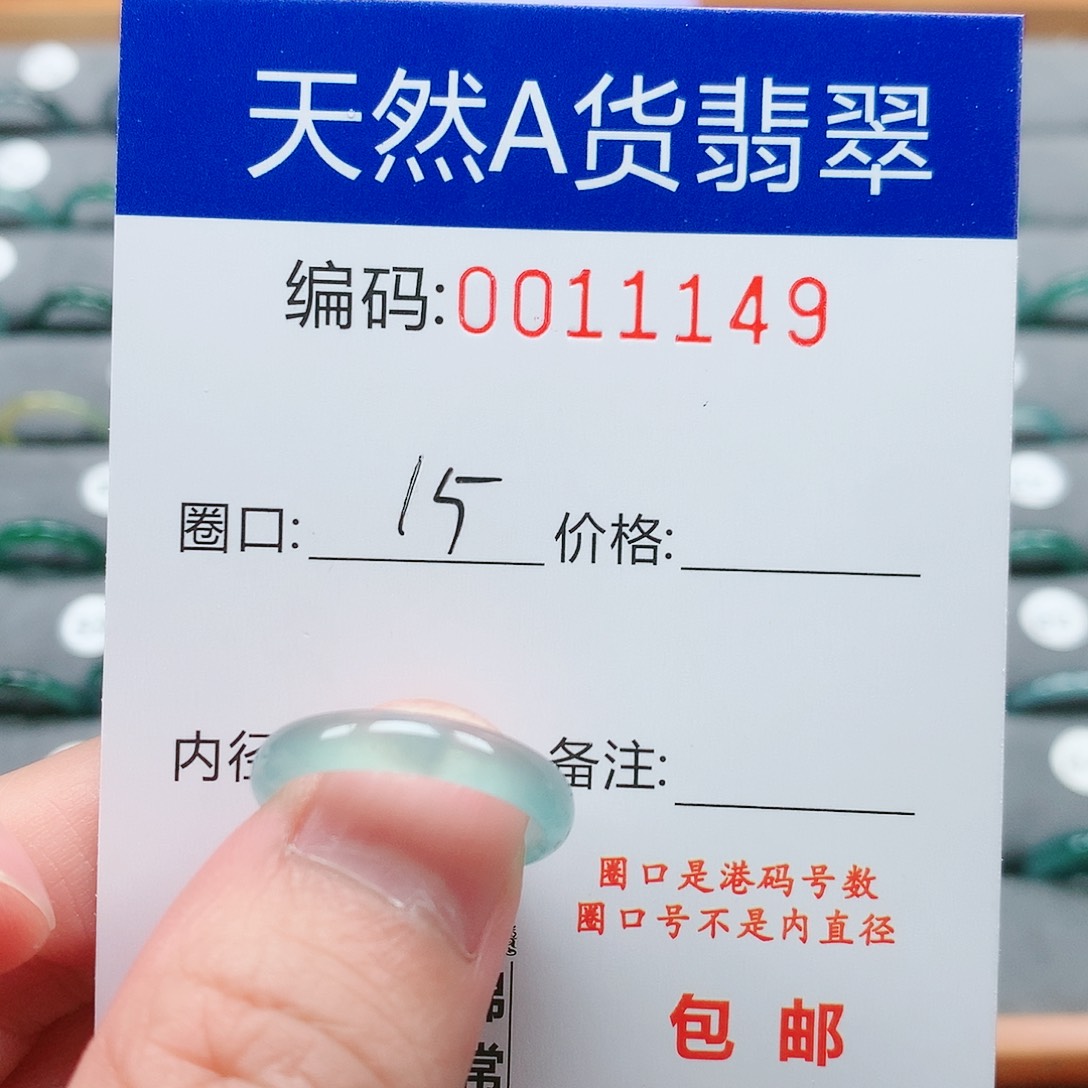 天然A货翡翠
编码:0011149
圈口: 15 价格:
内径 备注:
圈口是港码号数
圈口号不是内直径
包邮
常